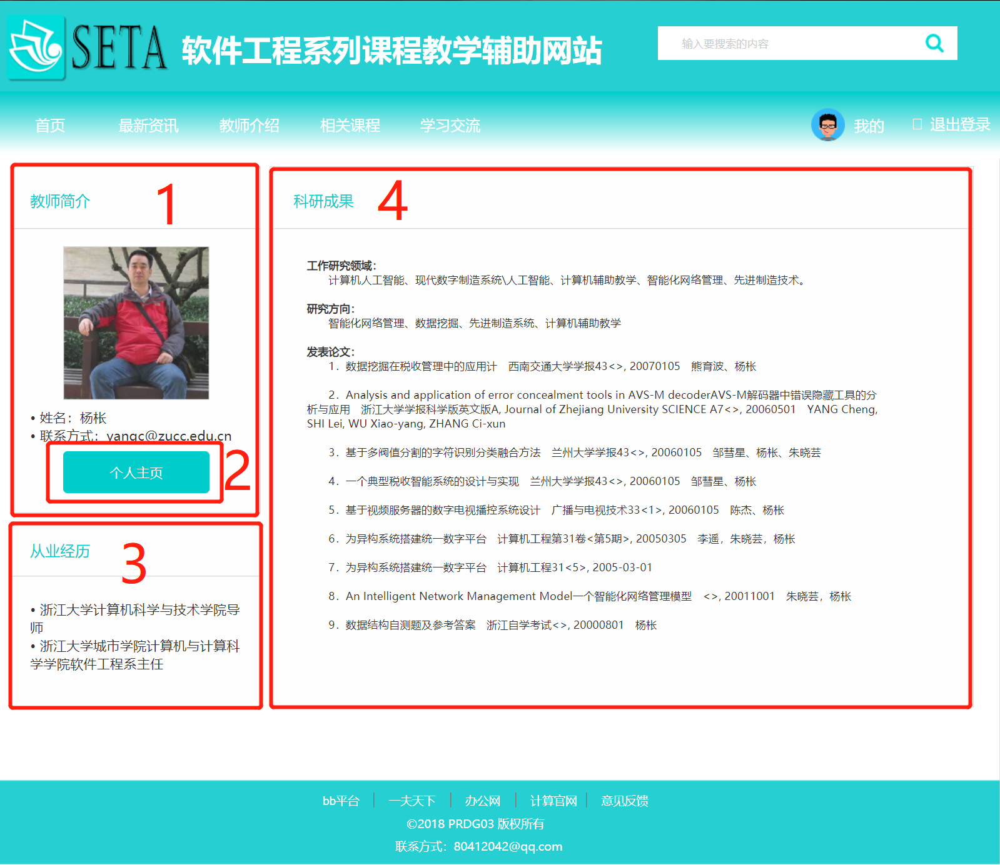 SETA 软件工程系列课程教学辅助网站
输入要搜索的内容
首页 最新资讯 教师介绍 相关课程 学习交流 我的 退出登录
教师简介 1
姓名：杨枨
• 联系方式：yangc@zucc.edu.cn
个人主页 2
从业经历 3
• 浙江大学计算机科学与技术学院导
师
• 浙江大学城市学院计算机与计算科
学学院软件工程系主任
科研成果 4
工作研究领域：
计算机人工智能、现代数字制造系统\人工智能、计算机辅助教学、智能化网络管理、先进制造技术。
研究方向：
智能化网络管理、数据挖掘、先进制造系统、计算机辅助教学
发表论文：
1. 数据挖掘在税收管理中的应用计 西南交通大学学报43<>, 20070105 熊育波、杨枨
2. Analysis and application of error concealment tools in AVS-M decoderAVS-M解码器中错误隐藏工具的分
析与应用 浙江大学学报科学版英文版A, Journal of Zhejiang University SCIENCE A7<>, 20060501 YANG Cheng,
SHI Lei, WU Xiao-yang, ZHANG Ci-xun
3. 基于多阀值分割的字符识别分类融合方法 兰州大学学报43<>, 20060105 邹彗星、杨枨、朱晓芸
4. 一个典型税收智能系统的设计与实现 兰州大学学报43<>, 20060105 邹彗星、杨枨
5. 基于视频服务器的数字电视播控系统设计 广播与电视技术33<1>, 20060105 陈杰、杨枨
6. 为异构系统搭建统一数字平台 计算机工程第31卷<第5期>, 20050305 李遥，朱晓芸，杨枨
7. 为异构系统搭建统一数字平台 计算机工程31<5>, 2005-03-01
8. An Intelligent Network Management Model一个智能化网络管理模型 <>, 20011001 朱晓芸，杨枨
9. 数据结构自测题及参考答案 浙江自学考试<>, 20000801 杨枨
bb平台 | 一夫天下 | 办公网 | 计算官网 | 意见反馈
©2018 PRDG03 版权所有
联系方式：80412042@qq.com